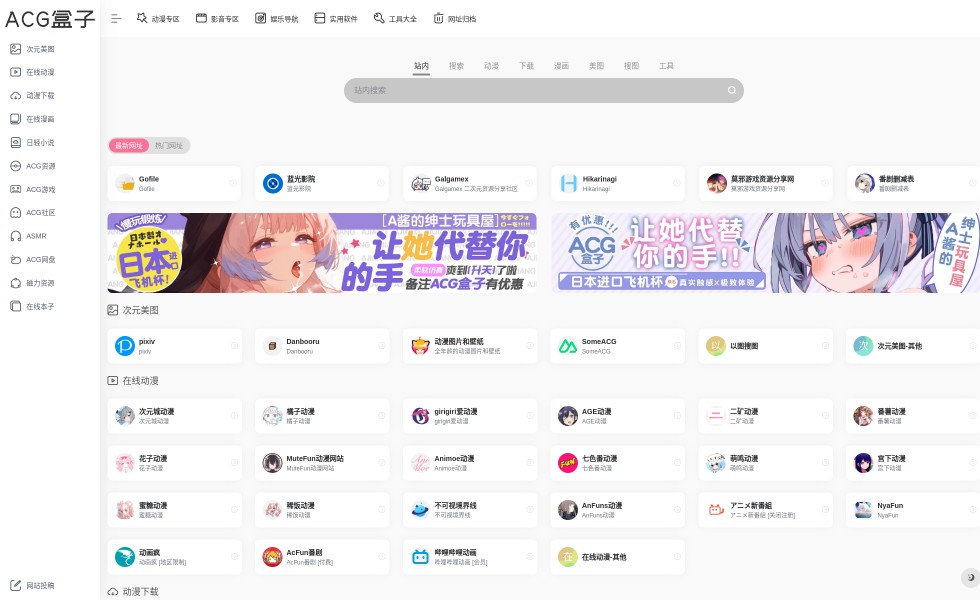 ACG盒子
动漫专区
影音专区
娱乐导航
实用软件
工具大全
网址归档
次元美图
在线动漫
动漫下载
在线漫画
日轻小说
ACG资源
ACG游戏
ACG社区
ASMR
ACG网盘
磁力资源
在线本子
网站投稿
站内 搜索 动漫 下载 漫画 美图 搜图 工具
站内搜索
最新网址 热门网址
Gofile
Gofile
蓝光影院
蓝光影院
Galgamex
Galgamex 二次元资源分享社区
Hikarinagi
Hikarinagi
莫邪游戏资源分享网
莫邪游戏资源分享网
番剧删减表
番剧删减表
日本製オ
ナホール
日本进口
飞机杯!
[A酱的绅士玩具屋]
让她代替你
的手!
柔软仿真 爽到H天了啦
备注ACG盒子有优惠
有优惠!!
ACG
盒子
让她代替
你的手!!
日本进口飞机杯 真实触感×极致体验
绅士玩具屋
A酱的
次元美图
pixiv
pixiv
Danbooru
Danbooru
动漫图片和壁纸
全年龄的动漫图片和壁纸
SomeACG
SomeACG
以
以图搜图
次
次元美图-其他
在线动漫
次元城动漫
次元城动漫
橘子动漫
橘子动漫
girigiri爱动漫
girigiri爱动漫
AGE动漫
AGE动漫
二矿动漫
二矿动漫
番薯动漫
番薯动漫
花子动漫
花子动漫
MuteFun动漫网站
MuteFun动漫网站
Animoe动漫
Animoe动漫
FUN
七色番动漫
七色番动漫
萌鸣动漫
萌鸣动漫
宫下动漫
宫下动漫
蜜糖动漫
蜜糖动漫
稀饭动漫
稀饭动漫
不可视境界线
不可视境界线
AnFuns动漫
AnFuns动漫
アニメ新番組
アニメ新番組 [关闭注册]
NyaFun
NyaFun
动画疯
动画疯 [地区限制]
AcFun番剧
AcFun番剧 [付费]
哔哩哔哩动画
哔哩哔哩动画 [会员]
在
在线动漫-其他
动漫下载